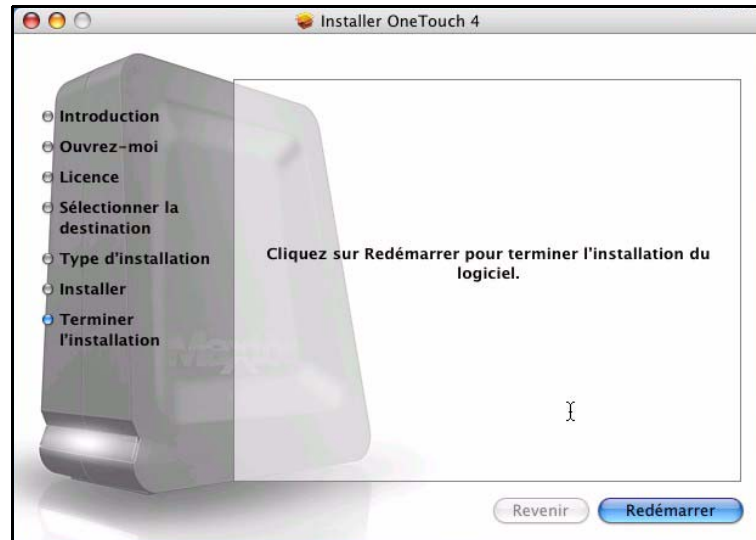 Installer OneTouch 4
Introduction
Ouvrez-moi
Licence
Sélectionner la
destination
Type d'installation
Installer
Terminer
l'installation
Cliquez sur Redémarrer pour terminer l'installation du
logiciel.
Maxtor
Revenir
Redémarrer